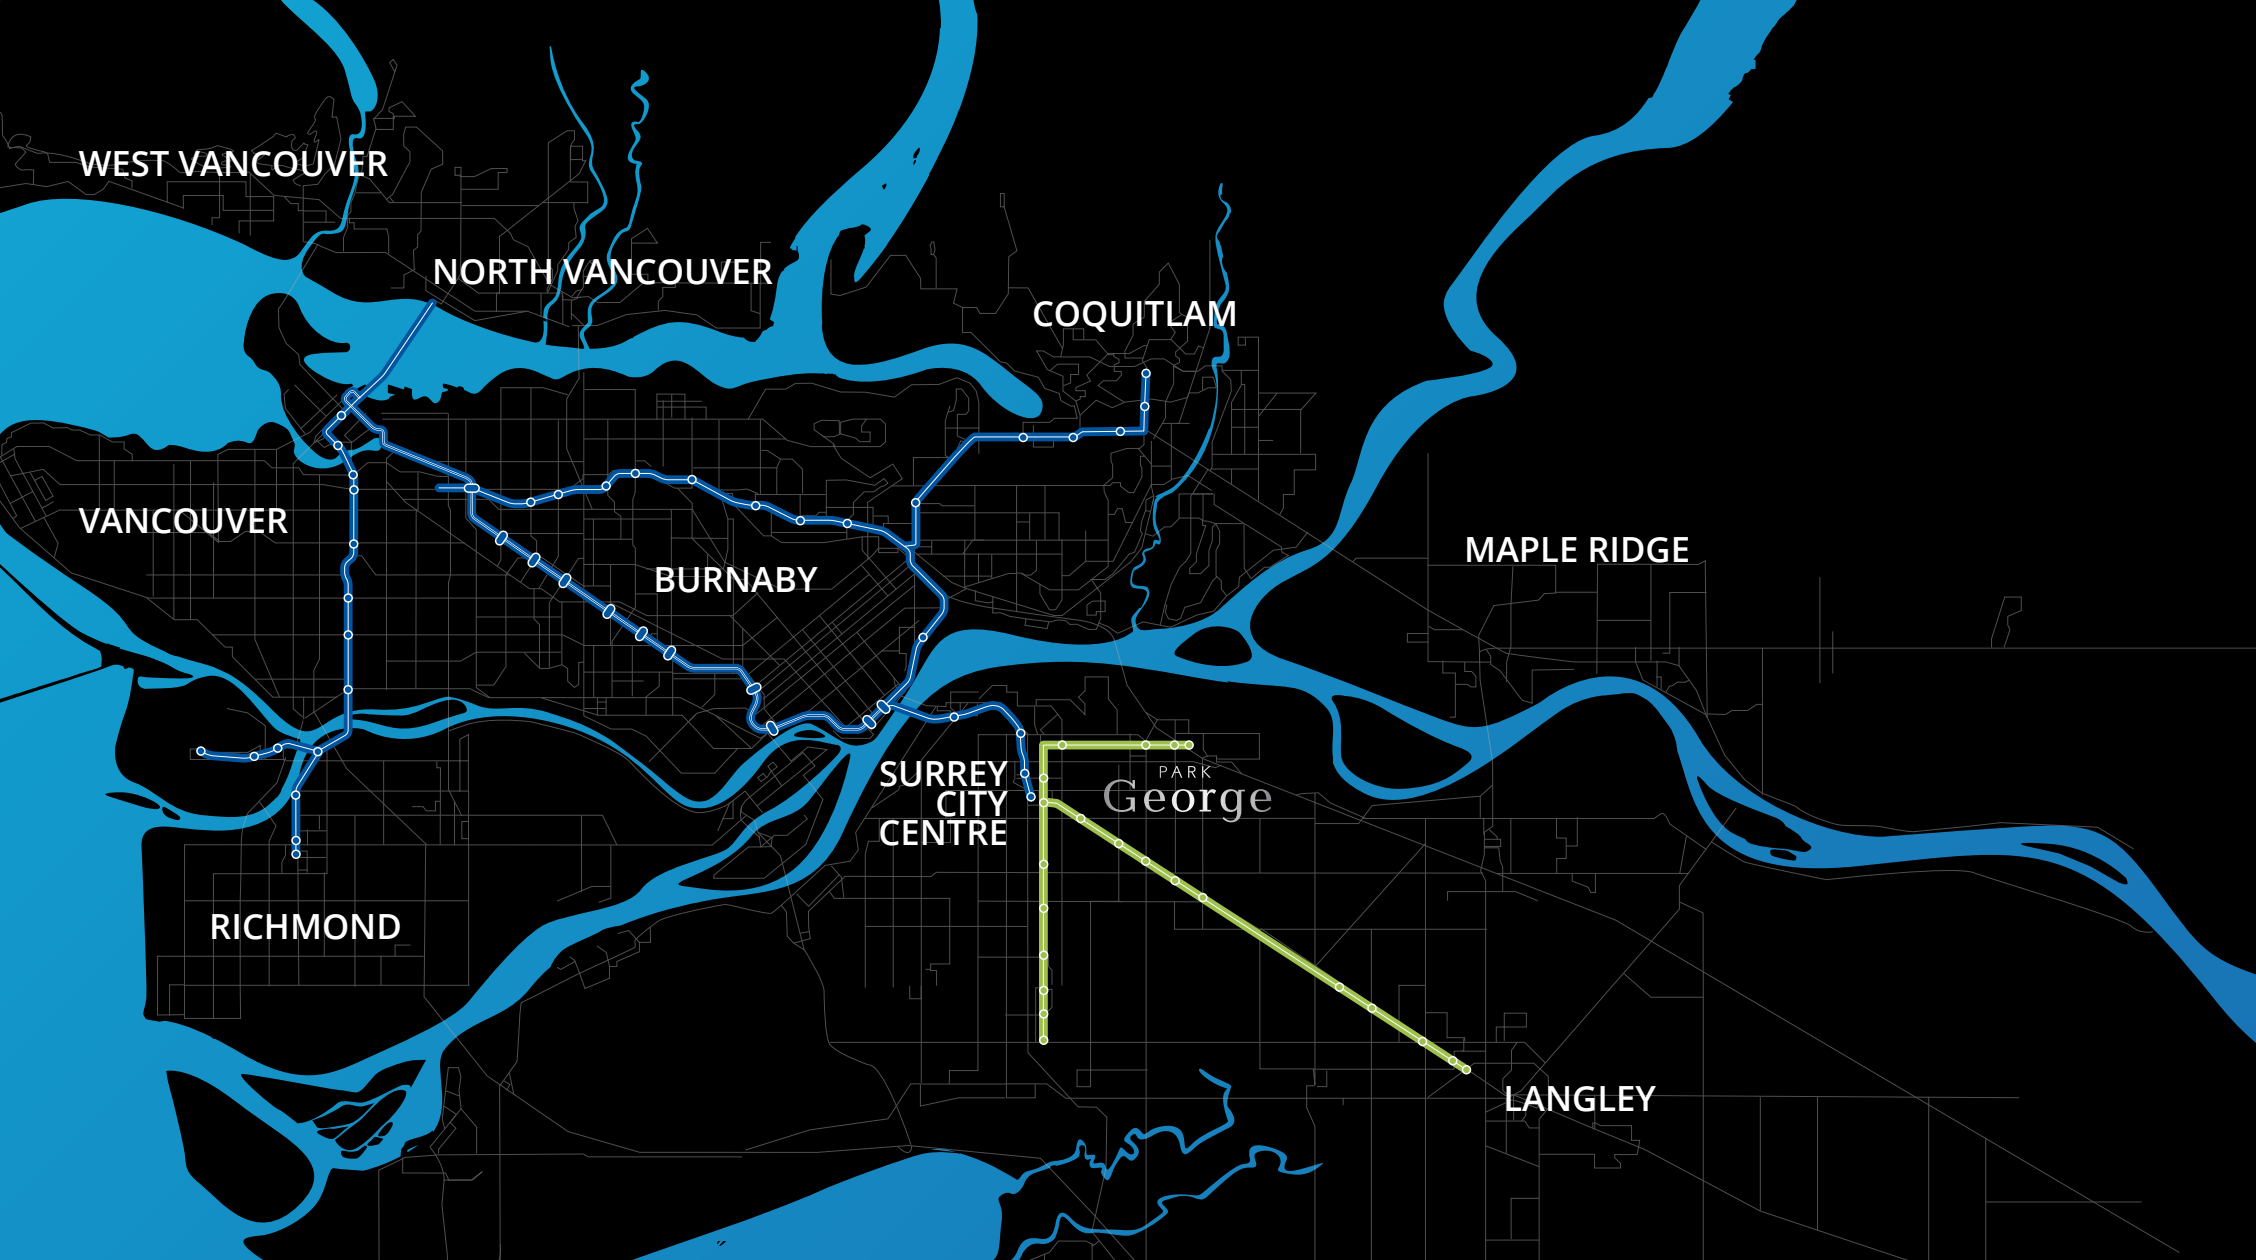 WEST VANCOUVER
NORTH VANCOUVER
COQUITLAM
VANCOUVER
BURNABY
MAPLE RIDGE
SURREY
CITY
CENTRE
PARK
George
RICHMOND
LANGLEY